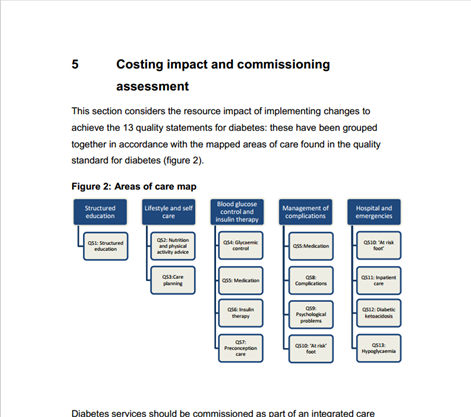 5 Costing impact and commissioning
assessment
This section considers the resource impact of implementing changes to
achieve the 13 quality statements for diabetes: these have been grouped
together in accordance with the mapped areas of care found in the quality
standard for diabetes (figure 2).
Figure 2: Areas of care map
Structured
education
QS1: Structured
education
Lifestyle and self
care
QS2: Nutrition
and physical
activity advice
QS3:Care
planning
Blood glucose
control and
insulin therapy
QS4: Glycaemic
control
QS5: Medication
QS6: Insulin
therapy
QS7:
Preconception
care
Management of
complications
QS5:Medication
QS8:
Complications
QS9:
Psychological
problems
QS10: 'At risk'
foot
Hospital and
emergencies
QS10: 'At risk
foot'
QS11: Inpatient
care
QS12: Diabetic
ketoacidosis
QS13:
Hypoglycaemia
Diabetes services should be commissioned as part of an integrated care